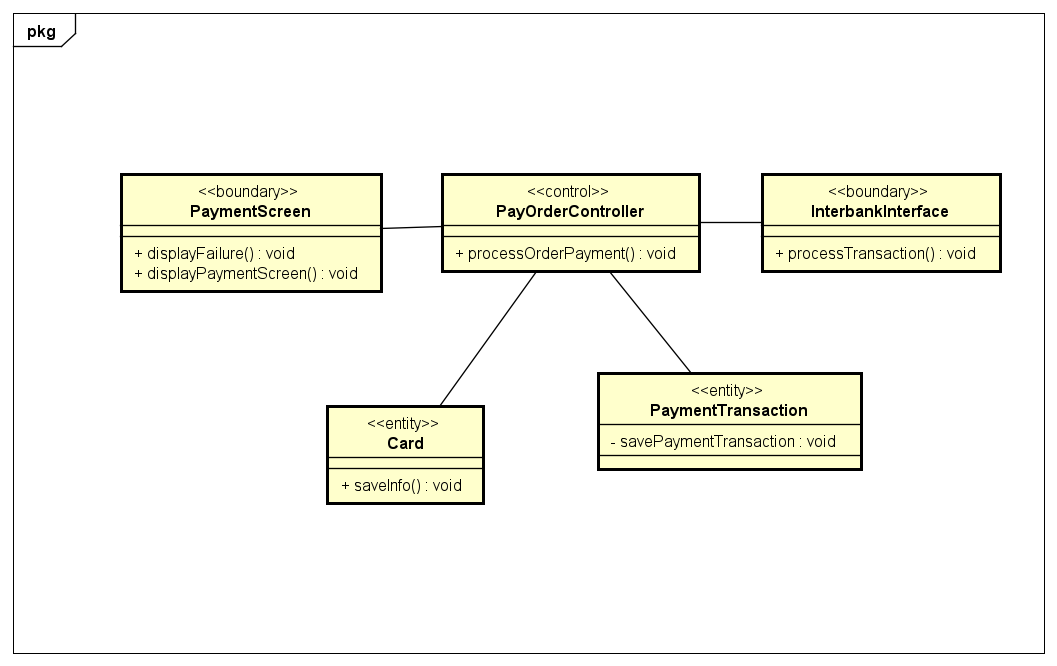 pkg
<<boundary>>
PaymentScreen
+ displayFailure() : void
+ displayPaymentScreen() : void
<<control>>
PayOrderController
+ processOrderPayment() : void
<<boundary>>
InterbankInterface
+ processTransaction() : void
<<entity>>
Card
+ saveInfo() : void
<<entity>>
PaymentTransaction
- savePaymentTransaction : void